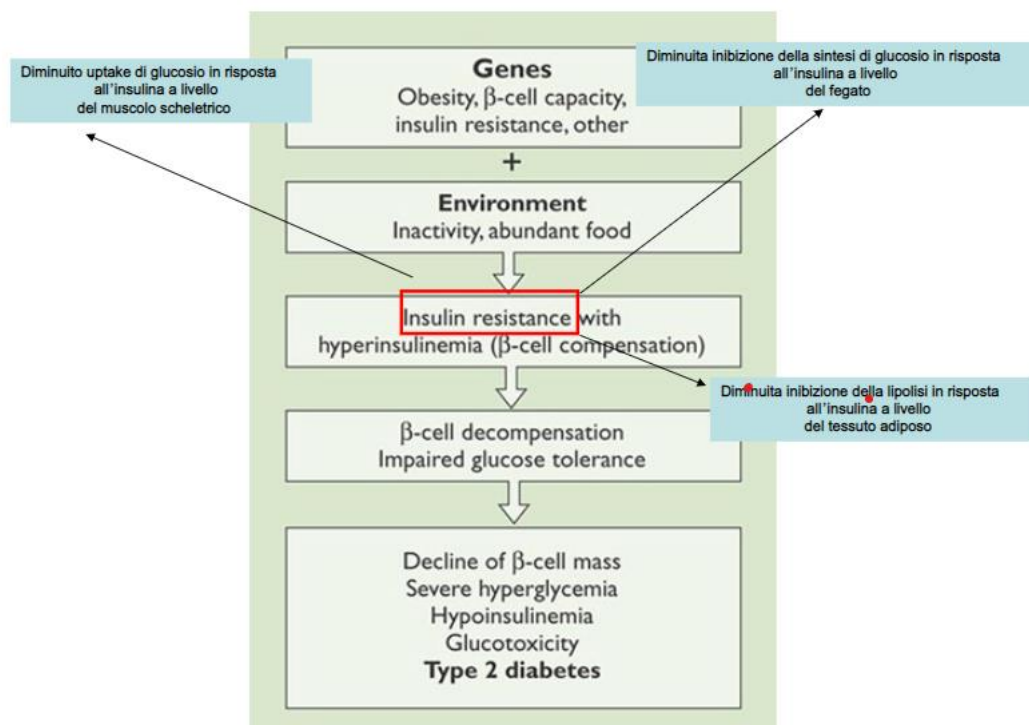 Diminuito uptake di glucosio in risposta
all'insulina a livello
del muscolo scheletrico
Diminuita inibizione della sintesi di glucosio in risposta
all'insulina a livello
del fegato
Genes
Obesity, β-cell capacity,
insulin resistance, other
+
Environment
Inactivity, abundant food
Insulin resistance with
hyperinsulinemia (β-cell compensation)
Diminuita inibizione della lipolisi in risposta
all'insulina a livello
del tessuto adiposo
β-cell decompensation
Impaired glucose tolerance
Decline of β-cell mass
Severe hyperglycemia
Hypoinsulinemia
Glucotoxicity
Type 2 diabetes